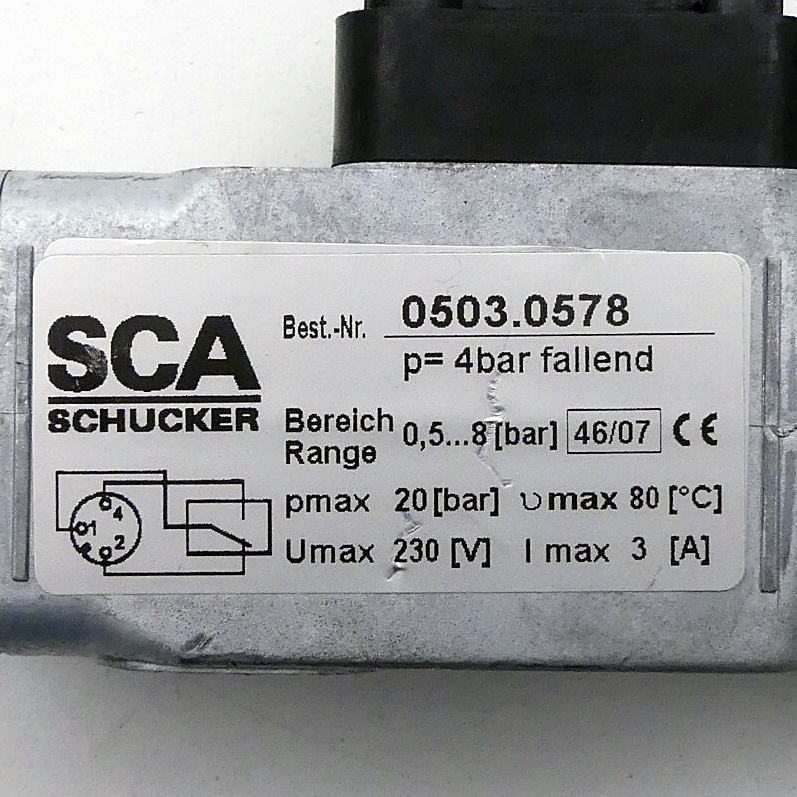 SCA
SCHUCKER
Best.-Nr. 0503.0578
p= 4bar fallend
Bereich
Range 0,5...8[bar] 46/07 CE
pmax 20[bar] υmax 80[°C]
Umax 230 [V] I max 3 [A]
4
1
2